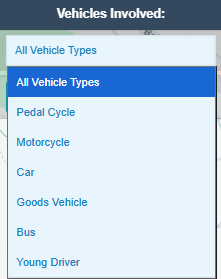 Vehicles Involved:
All Vehicle Types
All Vehicle Types
Pedal Cycle
Motorcycle
Car
Goods Vehicle
Bus
Young Driver